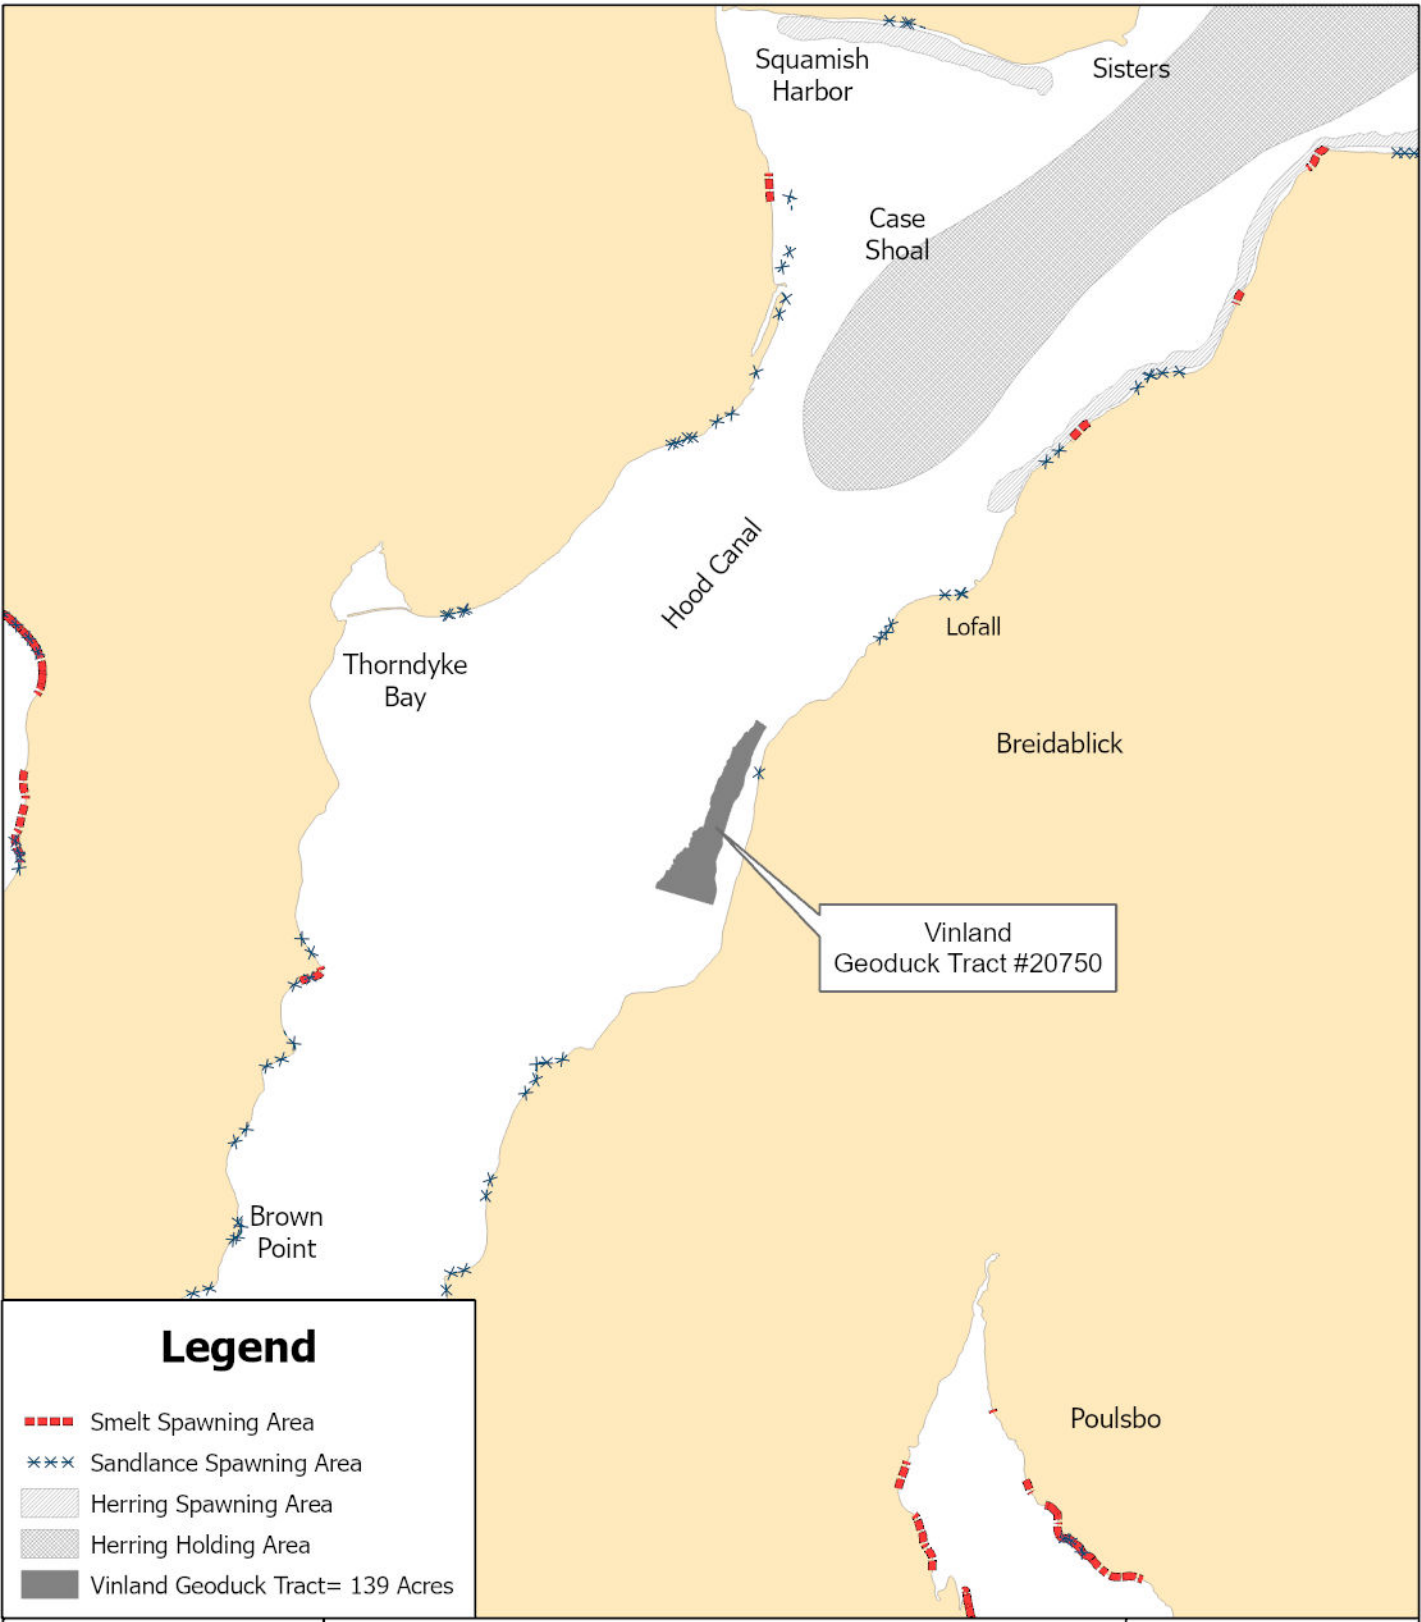 Squamish
Harbor
Sisters
Case
Shoal
Hood Canal
Lofall
Thorndyke
Bay
Breidablick
Vinland
Geoduck Tract #20750
Brown
Point
Poulsbo
Legend
Smelt Spawning Area
Sandlance Spawning Area
Herring Spawning Area
Herring Holding Area
Vinland Geoduck Tract= 139 Acres